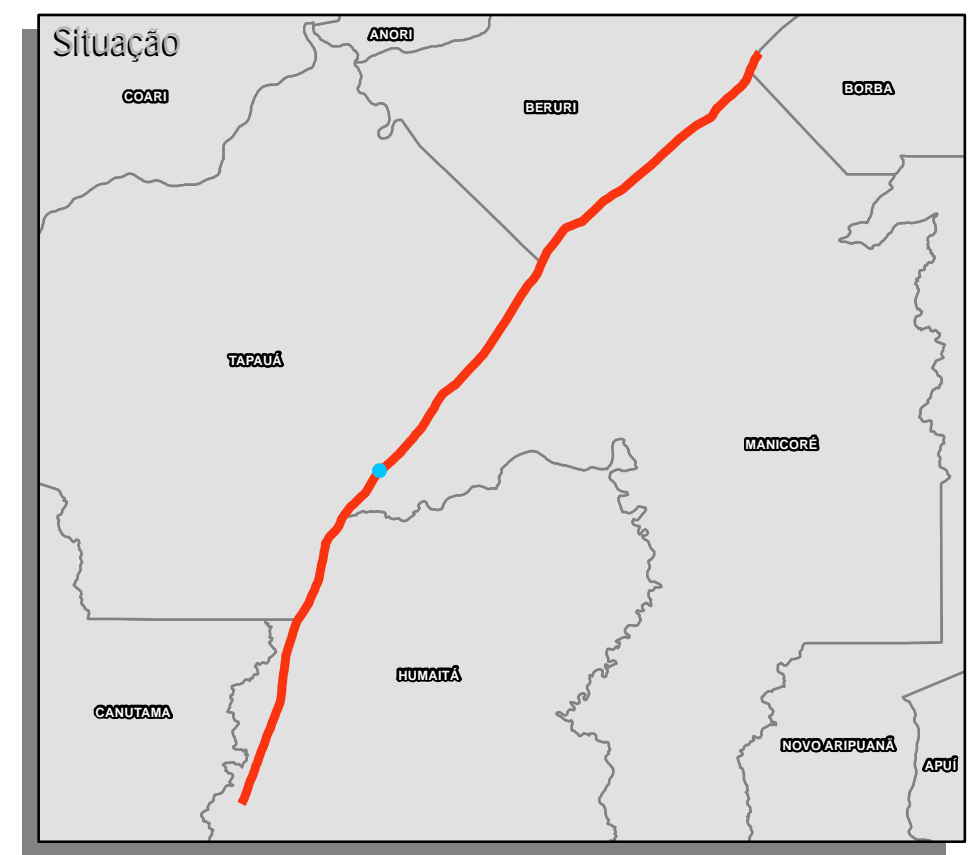 Situação
ANORI
COARI
BERURI
BORBA
TAPAUÁ
MANICORÉ
HUMAITÁ
CANUTAMA
NOVO ARIPUANÃ
APUÍ